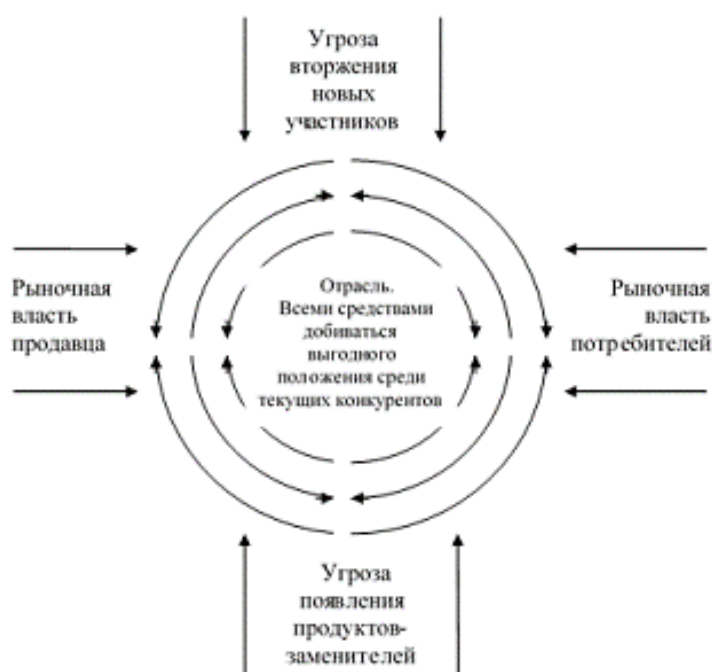 Угроза
вторжения
новых
участников
Рыночная
власть
продавца
Отрасль.
Всеми средствами
добиваться
выгодного
положения среди
текущих конкурентов
Рыночная
власть
потребителей
Угроза
появления
продуктов-
заменителей